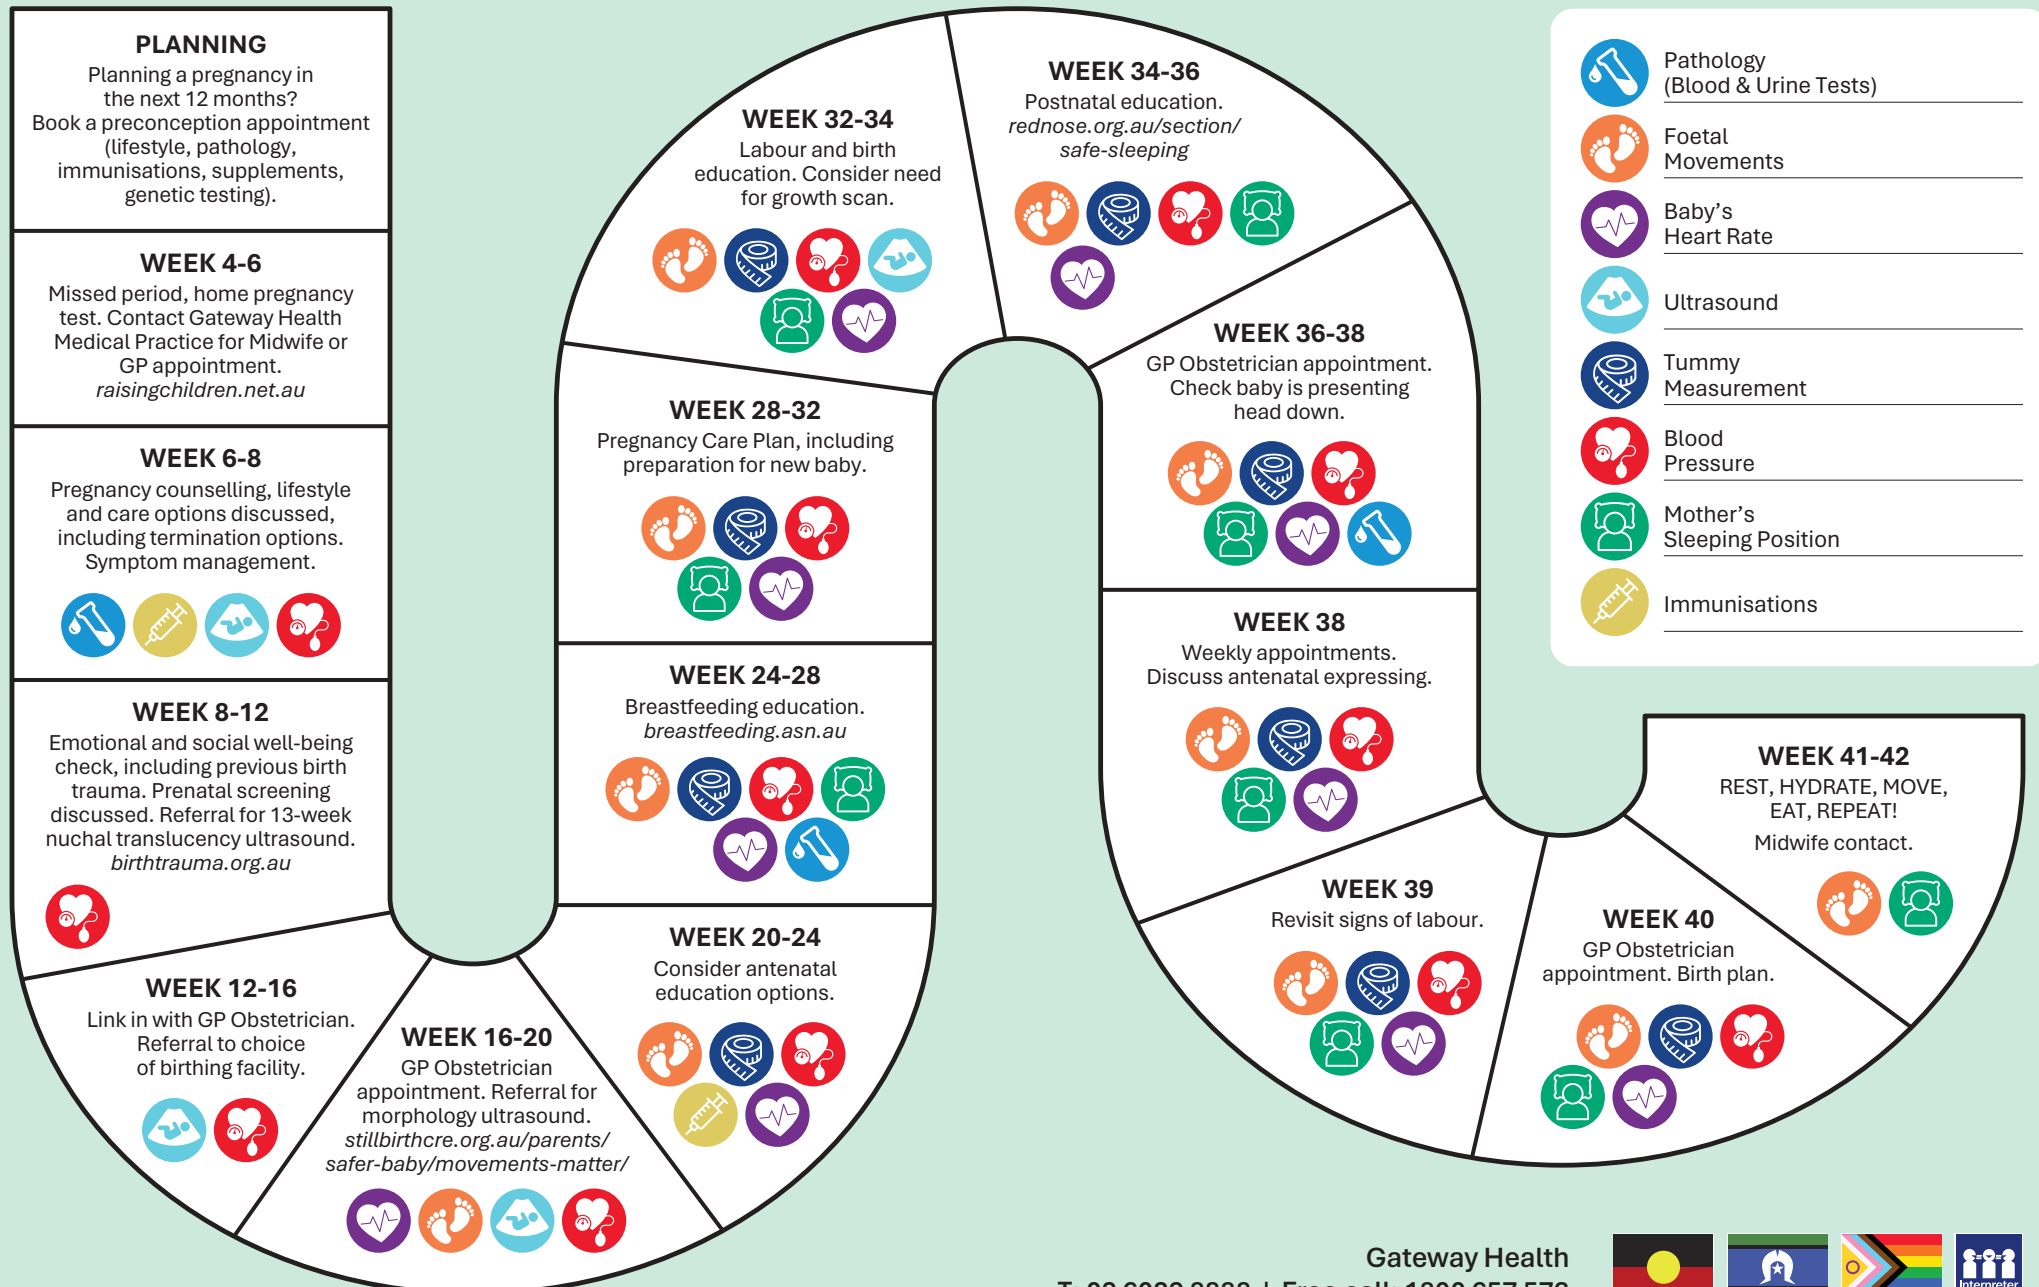 PLANNING
Planning a pregnancy in
the next 12 months?
Book a preconception appointment
(lifestyle, pathology,
immunisations, supplements,
genetic testing).
WEEK 4-6
Missed period, home pregnancy
test. Contact Gateway Health
Medical Practice for Midwife or
GP appointment.
raisingchildren.net.au
WEEK 6-8
Pregnancy counselling, lifestyle
and care options discussed,
including termination options.
Symptom management.
WEEK 8-12
Emotional and social well-being
check, including previous birth
trauma. Prenatal screening
discussed. Referral for 13-week
nuchal translucency ultrasound.
birthtrauma.org.au
WEEK 12-16
Link in with GP Obstetrician.
Referral to choice
of birthing facility.
WEEK 16-20
GP Obstetrician
appointment. Referral for
morphology ultrasound.
stillbirthcre.org.au/parents/
safer-baby/movements-matter/
WEEK 20-24
Consider antenatal
education options.
WEEK 24-28
Breastfeeding education.
breastfeeding.asn.au
WEEK 28-32
Pregnancy Care Plan, including
preparation for new baby.
WEEK 32-34
Labour and birth
education. Consider need
for growth scan.
WEEK 34-36
Postnatal education.
rednose.org.au/section/
safe-sleeping
WEEK 36-38
GP Obstetrician appointment.
Check baby is presenting
head down.
WEEK 38
Weekly appointments.
Discuss antenatal expressing.
WEEK 39
Revisit signs of labour.
WEEK 40
GP Obstetrician
appointment. Birth plan.
WEEK 41-42
REST, HYDRATE, MOVE,
EAT, REPEAT!
Midwife contact.
Pathology
(Blood & Urine Tests)
Foetal
Movements
Baby's
Heart Rate
Ultrasound
Tummy
Measurement
Blood
Pressure
Mother's
Sleeping Position
Immunisations
Gateway Health
Interpreter